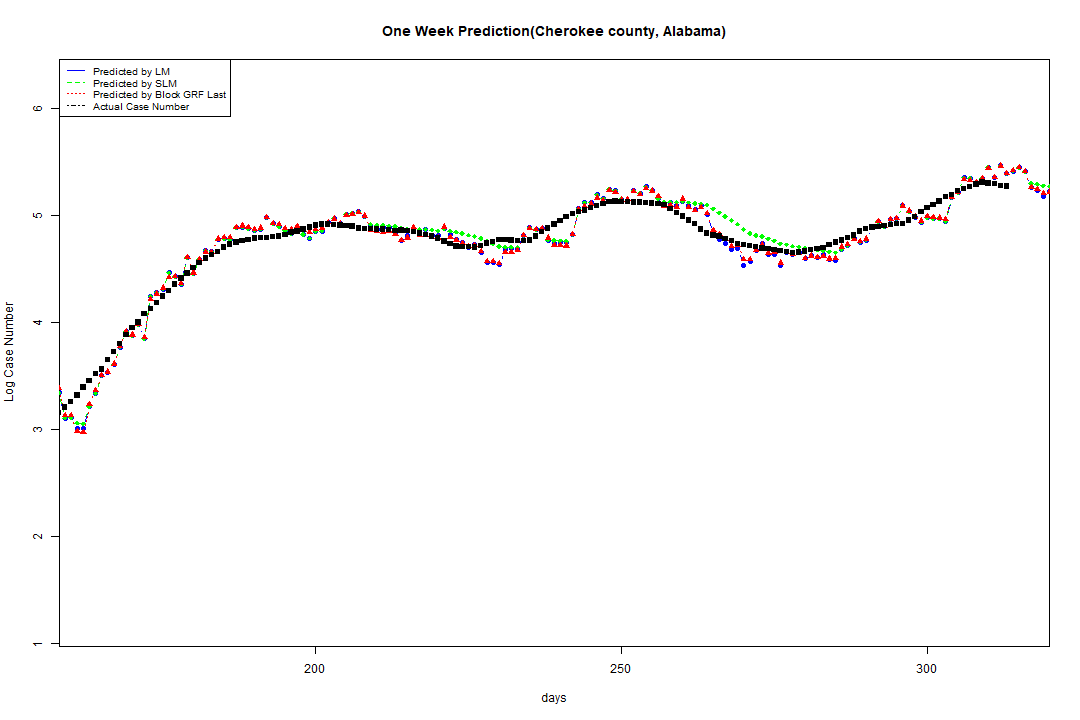 One Week Prediction(Cherokee county, Alabama)
Predicted by LM
Predicted by SLM
Predicted by Block GRF Last
Actual Case Number
6
5
4
3
2
1
Log Case Number
200
250
300
days